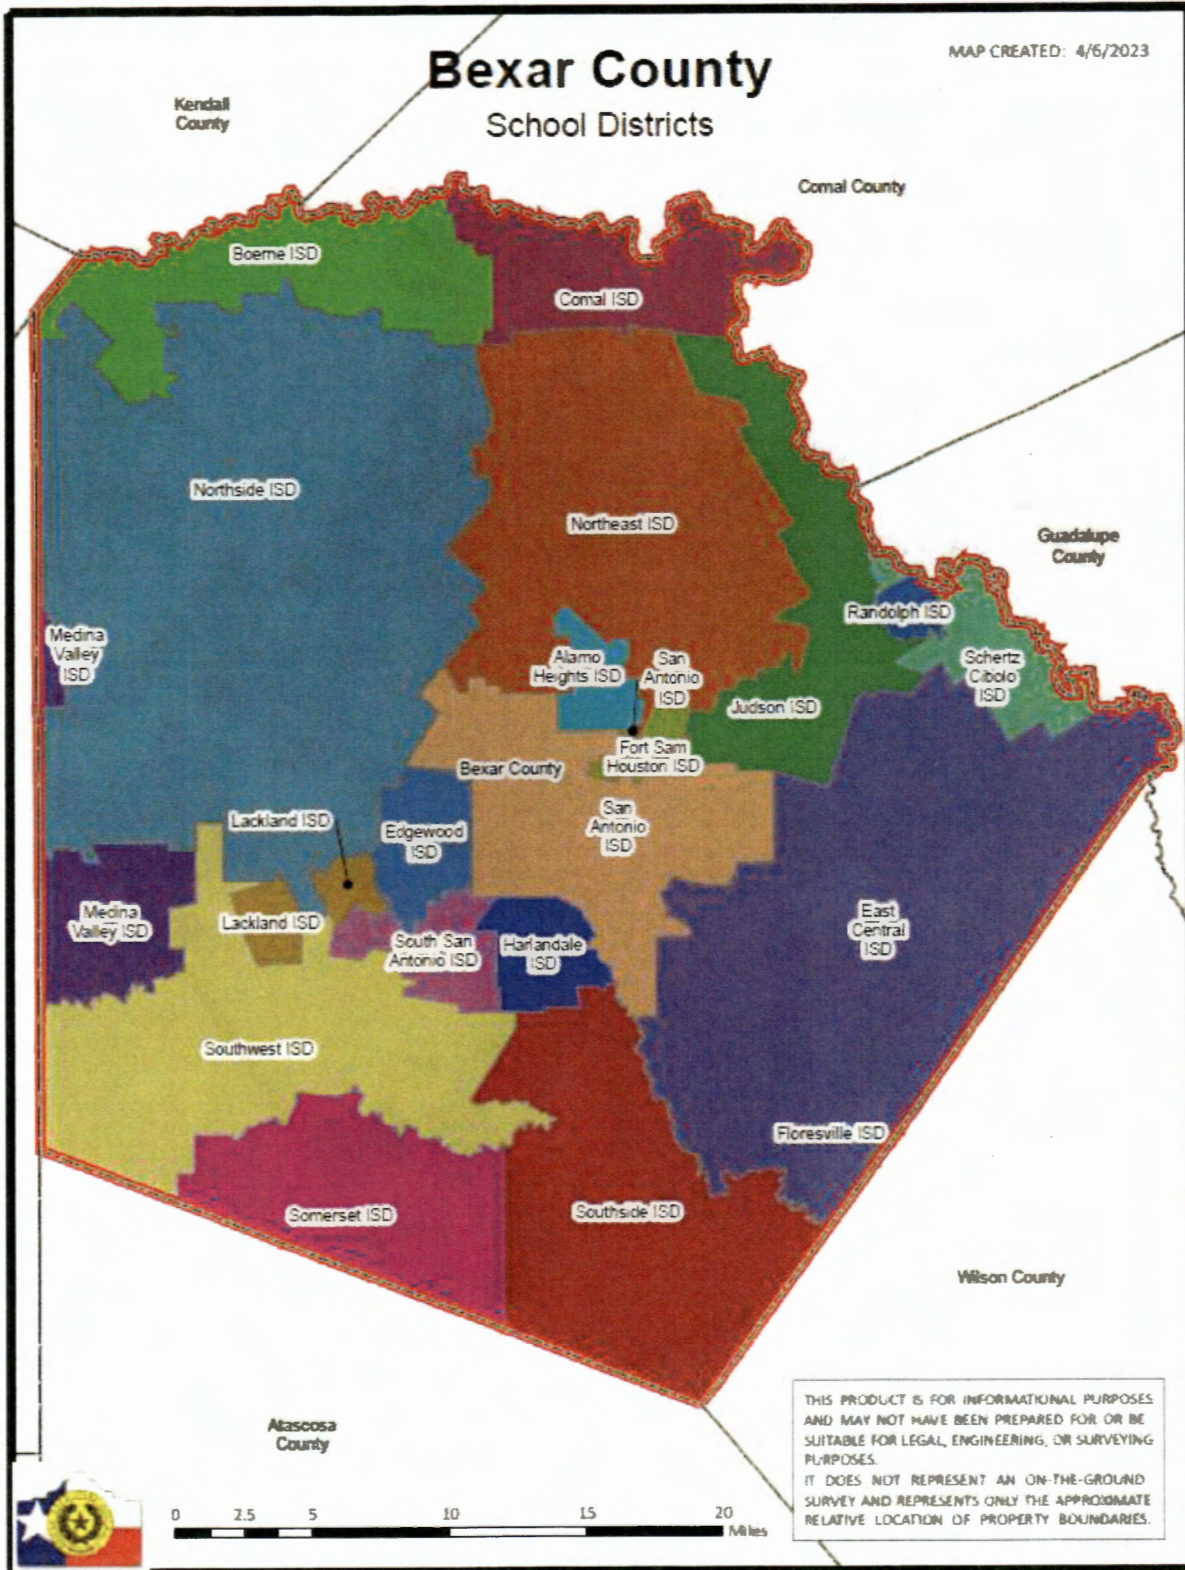 Bexar County
School Districts
MAP CREATED: 4/6/2023
Kendall
County
Comal County
Boerne ISD
Comal ISD
Northside ISD
Northeast ISD
Guadalupe
County
Randolph ISD
Medina
Valley
ISD
Alamo
Heights ISD
San
Antonio
ISD
Schertz
Cibolo
ISD
Judson ISD
Fort Sam
Houston ISD
Bexar County
Lackland ISD
Edgewood
ISD
San
Antonio
ISD
Medina
Valley ISD
Lackland ISD
South San
Antonio ISD
Harlandale
ISD
East
Central
ISD
Southwest ISD
Floresville ISD
Somerset ISD
Southside ISD
Wilson County
Atascosa
County
THIS PRODUCT IS FOR INFORMATIONAL PURPOSES
AND MAY NOT HAVE BEEN PREPARED FOR OR BE
SUITABLE FOR LEGAL, ENGINEERING, OR SURVEYING
PURPOSES.
IT DOES NOT REPRESENT AN ON-THE-GROUND
SURVEY AND REPRESENTS ONLY THE APPROXIMATE
RELATIVE LOCATION OF PROPERTY BOUNDARIES.
0 2.5 5 10 15 20
Miles